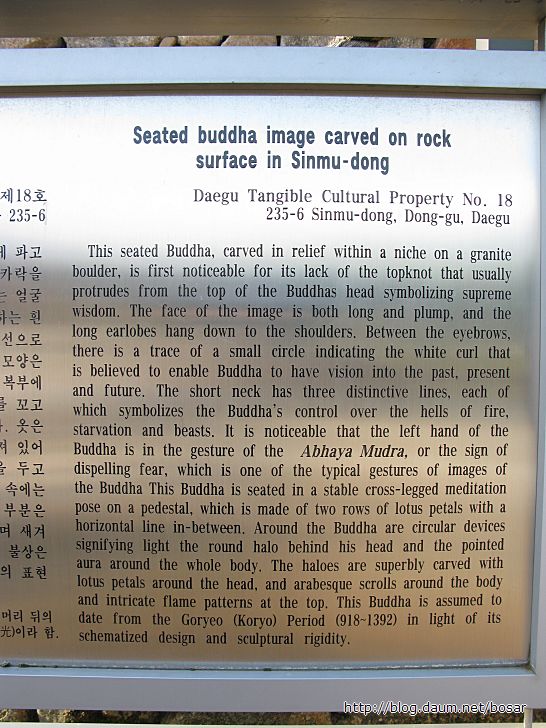 Seated buddha image carved on rock
surface in Sinmu-dong
제18호
235-6
Daegu Tangible Cultural Property No. 18
235-6 Sinmu-dong, Dong-gu, Daegu
파고
카락을
얼굴
하는 흰
선으로
모양은
복부에
를 꼬고
옷은
져 있어
을 두고
속에는
부분은
며 새겨
불상은
의 표현
머리 뒤의
光)이라 함.
This seated Buddha, carved in relief within a niche on a granite
boulder, is first noticeable for its lack of the topknot that usually
protrudes from the top of the Buddhas head symbolizing supreme
wisdom. The face of the image is both long and plump, and the
long earlobes hang down to the shoulders. Between the eyebrows,
there is a trace of a small circle indicating the white curl that
is believed to enable Buddha to have vision into the past, present
and future. The short neck has three distinctive lines, each of
which symbolizes the Buddha's control over the hells of fire,
starvation and beasts. It is noticeable that the left hand of the
Buddha is in the gesture of the Abhaya Mudra, or the sign of
dispelling fear, which is one of the typical gestures of images of
the Buddha This Buddha is seated in a stable cross-legged meditation
pose on a pedestal, which is made of two rows of lotus petals with a
horizontal line in-between. Around the Buddha are circular devices
signifying light the round halo behind his head and the pointed
aura around the whole body. The haloes are superbly carved with
lotus petals around the head, and arabesque scrolls around the body
and intricate flame patterns at the top. This Buddha is assumed to
date from the Goryeo (Koryo) Period (918~1392) in light of its
schematized design and sculptural rigidity.
http://blog.daum.net/bosar